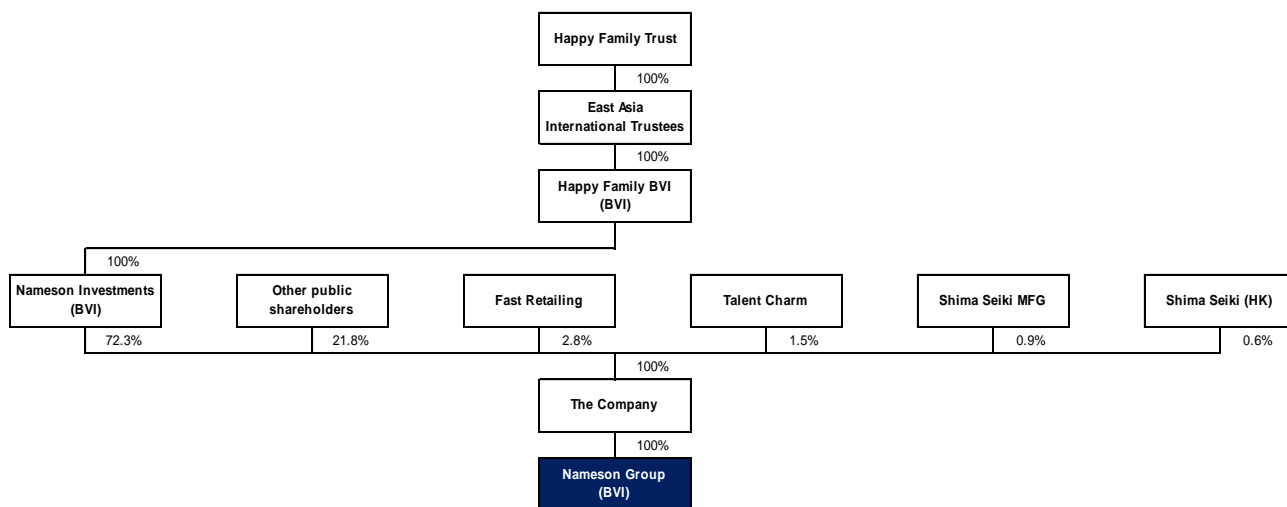 Happy Family Trust
100%
East Asia
International Trustees
100%
Happy Family BVI
(BVI)
100%
Nameson Investments
(BVI)
Other public
shareholders
Fast Retailing
Talent Charm
Shima Seiki MFG
Shima Seiki (HK)
72.3%
21.8%
2.8%
1.5%
0.9%
0.6%
100%
The Company
100%
Nameson Group
(BVI)